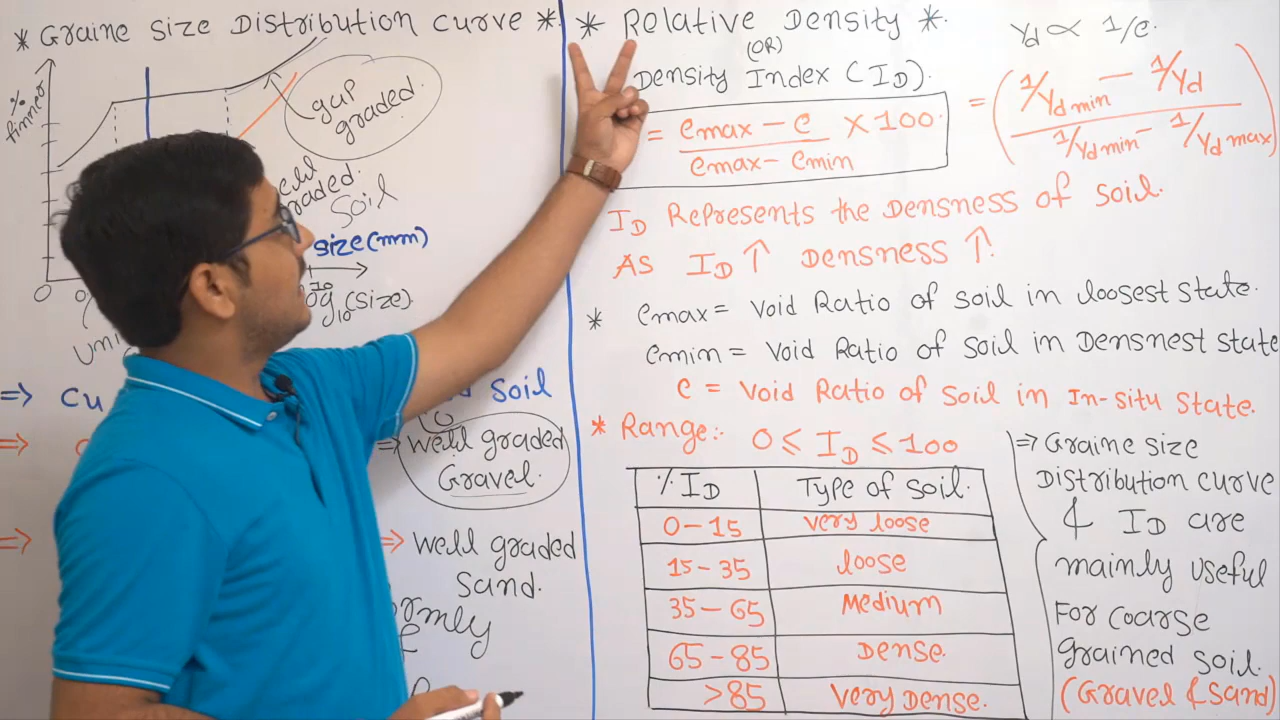 * Graine Size Distribution Curve *
% finner
gap graded.
graded.
Soil
size(mm)
0
(size).
=> Cu
Soil
=> well graded
Gravel.
=> well graded
Sand.
* Relative Density *
(OR)
Density Index (ID).
= emax - e / emax - emin × 100
γd ∝ 1/e.
= (1/γd min - 1/γd / 1/γd min - 1/γd max)
ID Represents the Densness of soil.
As ID ↑ Densness ↑
* emax = Void Ratio of soil in loosest state.
emin = Void Ratio of soil in Densnest state
e = Void Ratio of soil in In-situ state.
* Range:- 0 ≤ ID ≤ 100
% ID Type of soil.
0-15 very loose
15-35 loose
35-65 Medium
65-85 Dense.
>85 Very Dense.
=> Graine size
Distribution curve
& ID are
mainly useful
For coarse
grained soil.
(Gravel & Sand)